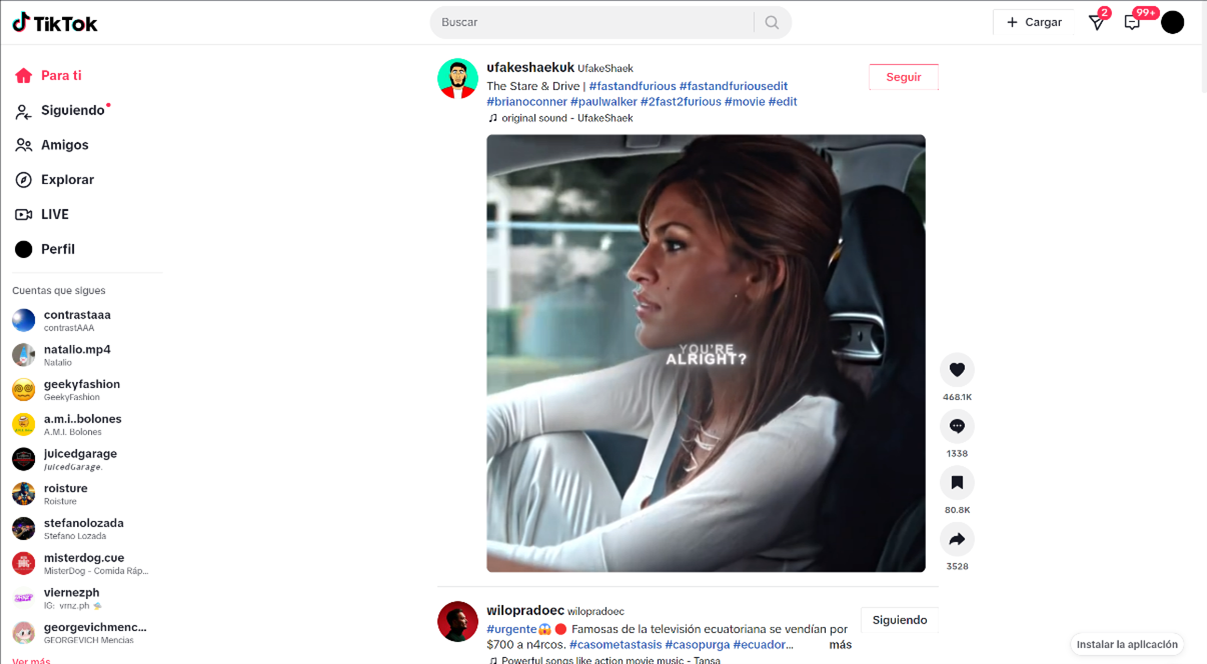 TikTok
Buscar
Cargar
2
99+
Para ti
Siguiendo
Amigos
Explorar
LIVE
Perfil
Cuentas que sigues
contrastaaa
contrastAAA
natalio.mp4
Natalio
geekyfashion
GeekyFashion
a.m.i..bolones
A.M.I. Bolones
juicedgarage
JuicedGarage.
roisture
Roisture
stefanolozada
Stefano Lozada
misterdog.cue
MisterDog - Comida Ráp...
viernezph
IG: vrnz.ph
georgevichmenc...
GEORGEVICH Mencias
Ver más
ufakeshaekuk UfakeShaek
Seguir
The Stare & Drive | #fastandfurious #fastandfuriousedit
#brianoconner #paulwalker #2fast2furious #movie #edit
♫ original sound - UfakeShaek
YOU'RE
ALRIGHT?
468.1K
1338
80.8K
3528
wilopradoec wilopradoec
Siguiendo
#urgente😱🔴 Famosas de la televisión ecuatoriana se vendían por
$700 a n4rcos. #casometastasis #casopurga #ecuador... más
♫ Powerful songs like action movie music - Tansa
Instalar la aplicación